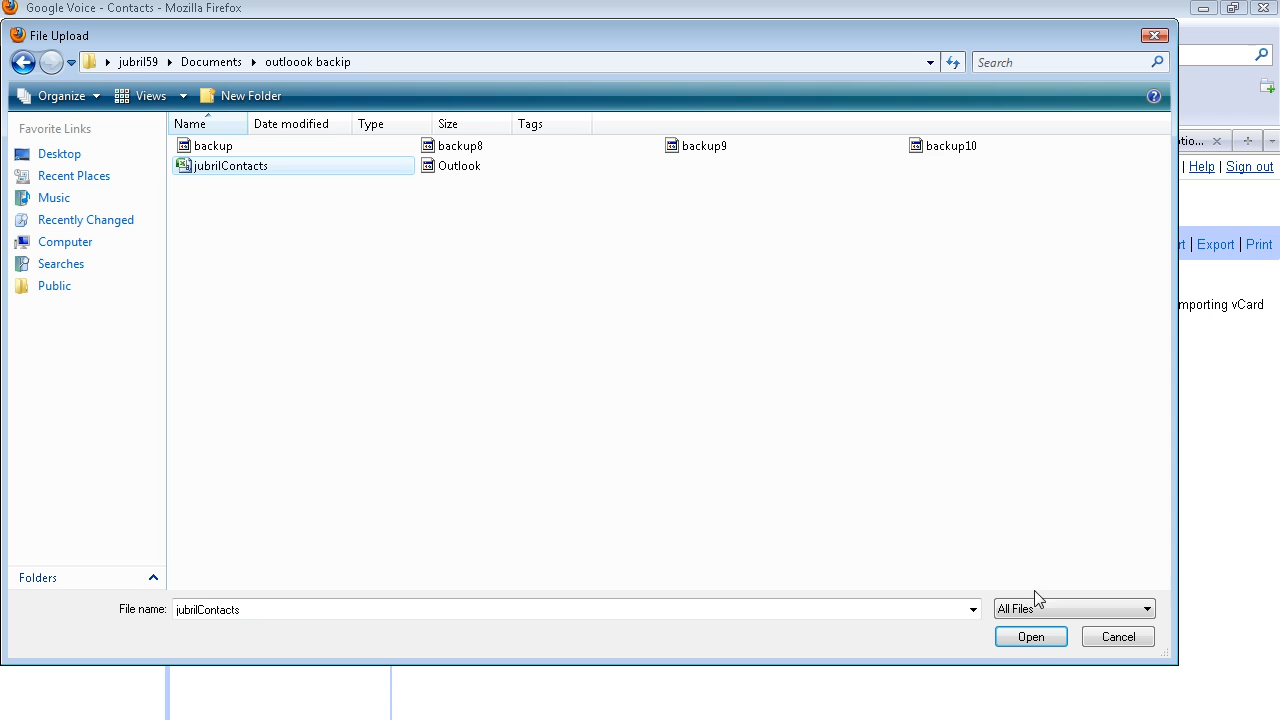 Google Voice - Contacts - Mozilla Firefox
File Upload
jubril59 Documents outloook backip
Search
Organize Views New Folder
Favorite Links
Name Date modified Type Size Tags
backup backup8 backup9 backup10
jubrilContacts Outlook
Desktop
Recent Places
Music
Recently Changed
Computer
Searches
Public
| Help | Sign out
| Export | Print
vCard
Folders
File name: jubrilContacts All Files
Open Cancel